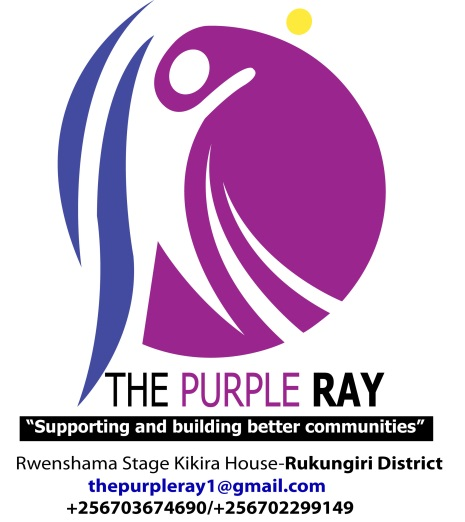 THE PURPLE RAY
“Supporting and building better communities”
Rwenshama Stage Kikira House-Rukungiri District
thepurpleray1@gmail.com
+256703674690/+256702299149